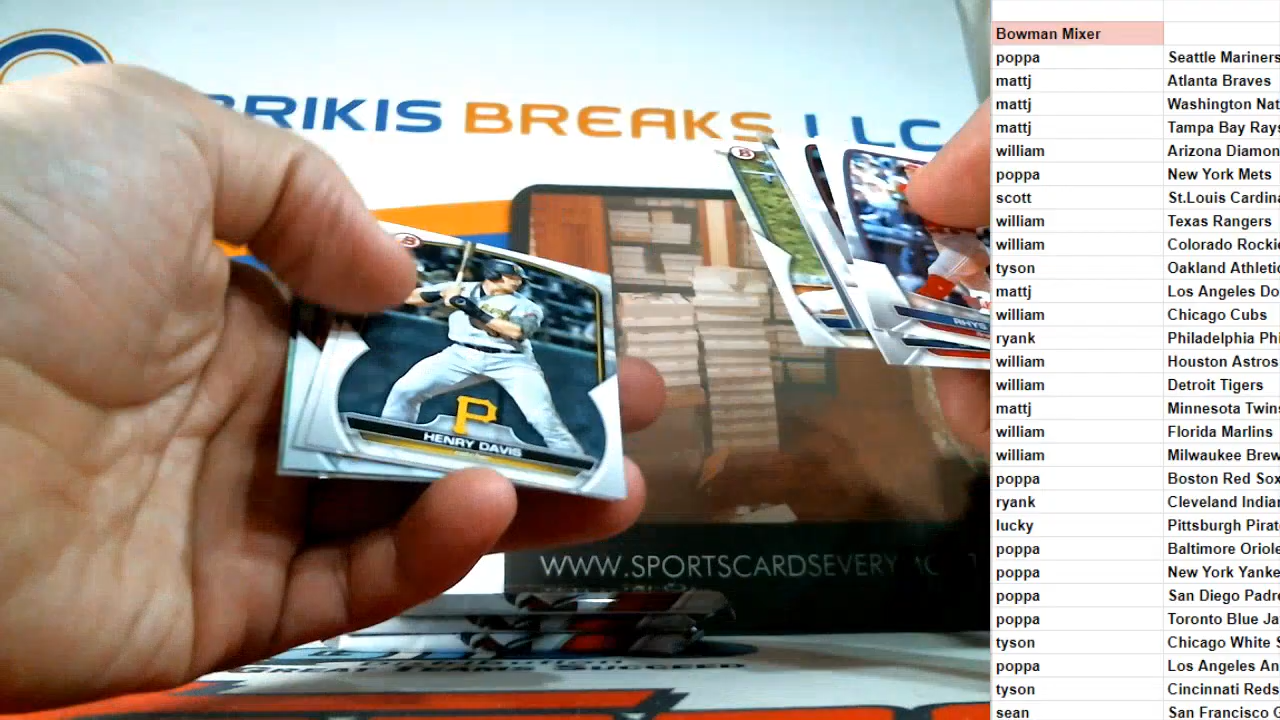 RIKIS BREAKS LLC
B
B
P
HENRY DAVIS
RHYS
WWW.SPORTSCARDSEVERY
Bowman Mixer
poppa Seattle Mariners
mattj Atlanta Braves
mattj Washington Nat
mattj Tampa Bay Rays
william Arizona Diamon
poppa New York Mets
scott St.Louis Cardina
william Texas Rangers
william Colorado Rockie
tyson Oakland Athletic
mattj Los Angeles Do
william Chicago Cubs
ryank Philadelphia Phi
william Houston Astros
william Detroit Tigers
mattj Minnesota Twin
william Florida Marlins
william Milwaukee Brew
poppa Boston Red Sox
ryank Cleveland Indian
lucky Pittsburgh Pirat
poppa Baltimore Oriole
poppa New York Yanke
poppa San Diego Padre
poppa Toronto Blue Ja
tyson Chicago White S
poppa Los Angeles An
tyson Cincinnati Reds
sean San Francisco G